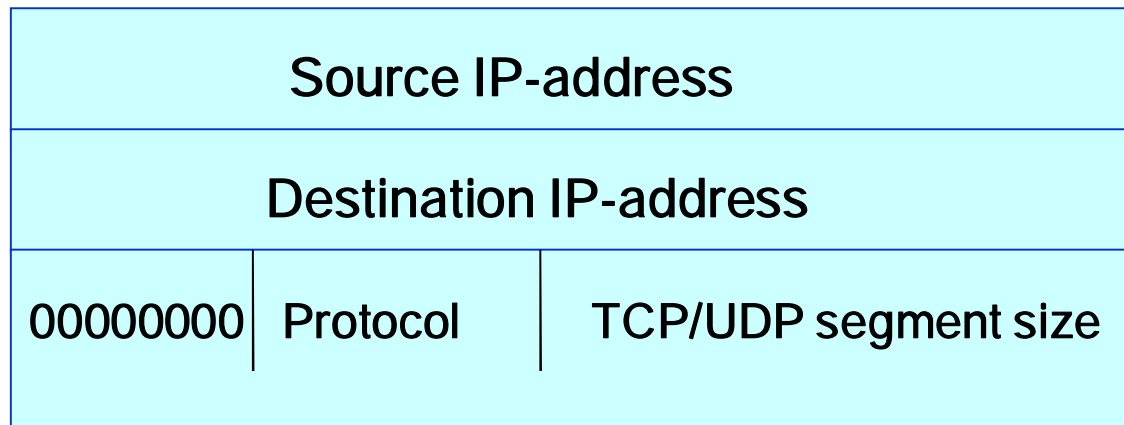 Source IP-address
Destination IP-address
00000000 Protocol TCP/UDP segment size